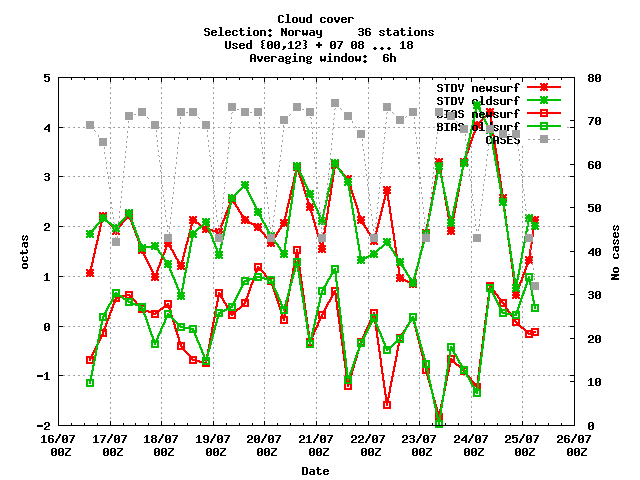 Cloud cover
Selection: Norway     36 stations
Used {00,12} + 07 08 ... 18
Averaging window:  6h
5 80
STDV newsurf
STDV oldsurf
70
BIAS newsurf
4
BIAS oldsurf
CASES
3 60
50
2
40
1
30
0
20
-1
10
-2 0
octas
No cases
16/07 17/07 18/07 19/07 20/07 21/07 22/07 23/07 24/07 25/07 26/07
00Z 00Z 00Z 00Z 00Z 00Z 00Z 00Z 00Z 00Z 00Z
Date